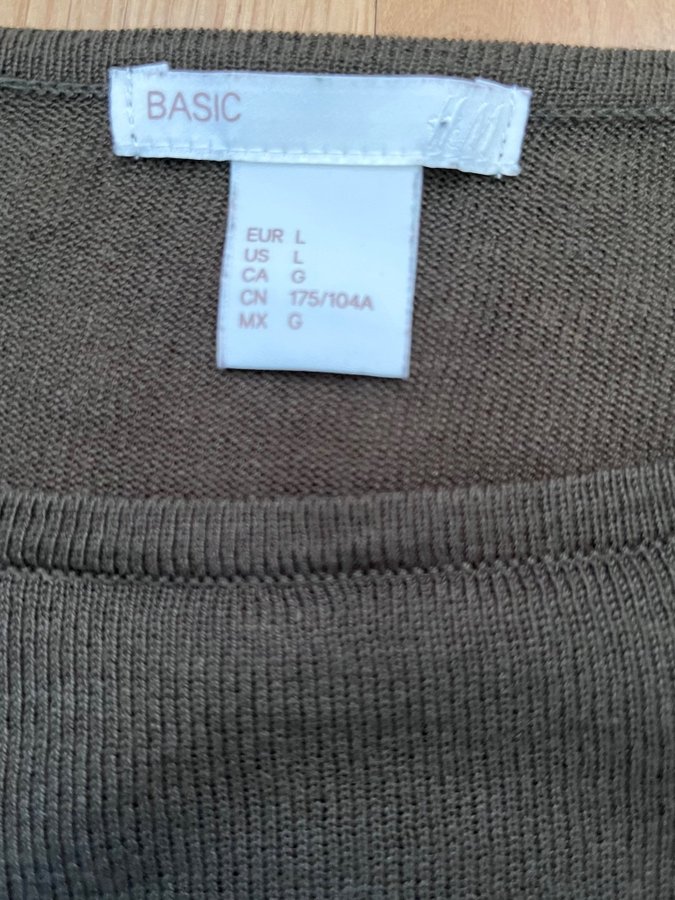 BASIC H&M
EUR L
US L
CA G
CN 175/104A
MX G